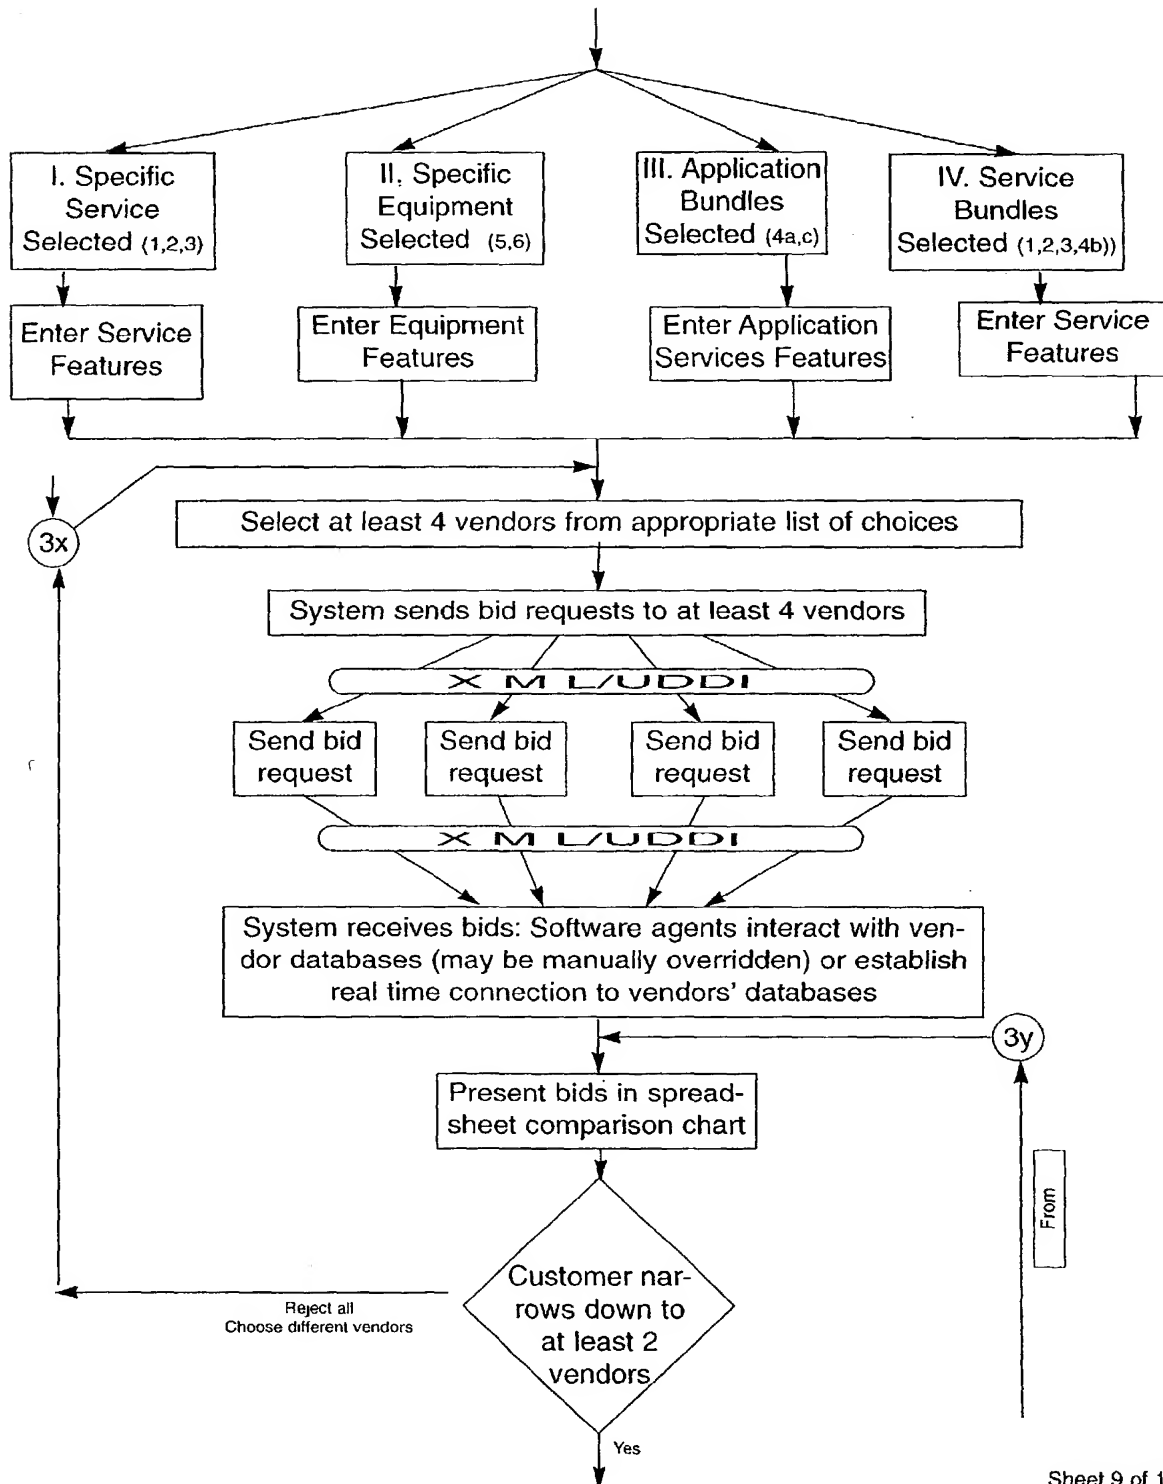 I. Specific
Service
Selected (1,2,3)
II. Specific
Equipment
Selected (5,6)
III. Application
Bundles
Selected (4a,c)
IV. Service
Bundles
Selected (1,2,3,4b))
Enter Service
Features
Enter Equipment
Features
Enter Application
Services Features
Enter Service
Features
3x
Select at least 4 vendors from appropriate list of choices
System sends bid requests to at least 4 vendors
X M L/UDDI
Send bid
request
Send bid
request
Send bid
request
Send bid
request
X M L/UDDI
System receives bids: Software agents interact with ven-
dor databases (may be manually overridden) or establish
real time connection to vendors' databases
3y
Present bids in spread-
sheet comparison chart
From
Customer nar-
rows down to
at least 2
vendors
Reject all
Choose different vendors
Yes
Sheet 9 of 1